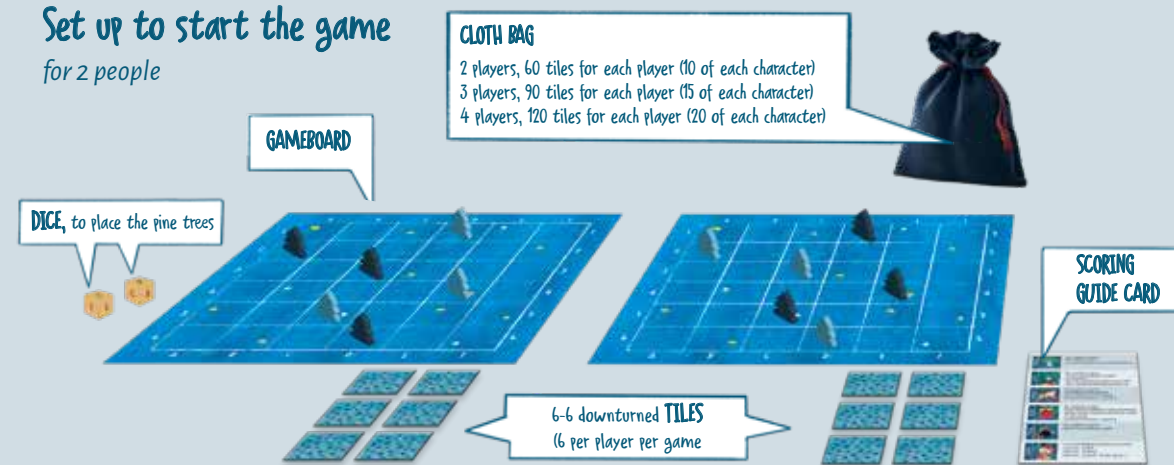 Set up to start the game
for 2 people
CLOTH BAG
2 players, 60 tiles for each player (10 of each character)
3 players, 90 tiles for each player (15 of each character)
4 players, 120 tiles for each player (20 of each character)
GAMEBOARD
DICE, to place the pine trees
SCORING
GUIDE CARD
6-6 downturned TILES
(6 per player per game